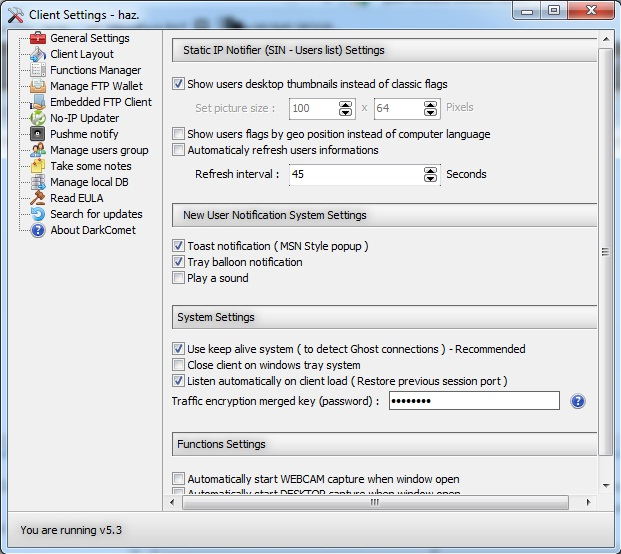 Client Settings - haz.
General Settings
Client Layout
Functions Manager
Manage FTP Wallet
Embedded FTP Client
No-IP Updater
Pushme notify
Manage users group
Take some notes
Manage local DB
Read EULA
Search for updates
About DarkComet
Static IP Notifier (SIN - Users list) Settings
Show users desktop thumbnails instead of classic flags
Set picture size : 100 x 64 Pixels
Show users flags by geo position instead of computer language
Automaticaly refresh users informations
Refresh interval : 45 Seconds
New User Notification System Settings
Toast notification ( MSN Style popup )
Tray balloon notification
Play a sound
System Settings
Use keep alive system ( to detect Ghost connections ) - Recommended
Close client on windows tray system
Listen automatically on client load ( Restore previous session port )
Traffic encryption merged key (password) : ••••••••
Functions Settings
Automatically start WEBCAM capture when window open
Automatically start DESKTOP capture when window open
You are running v5.3